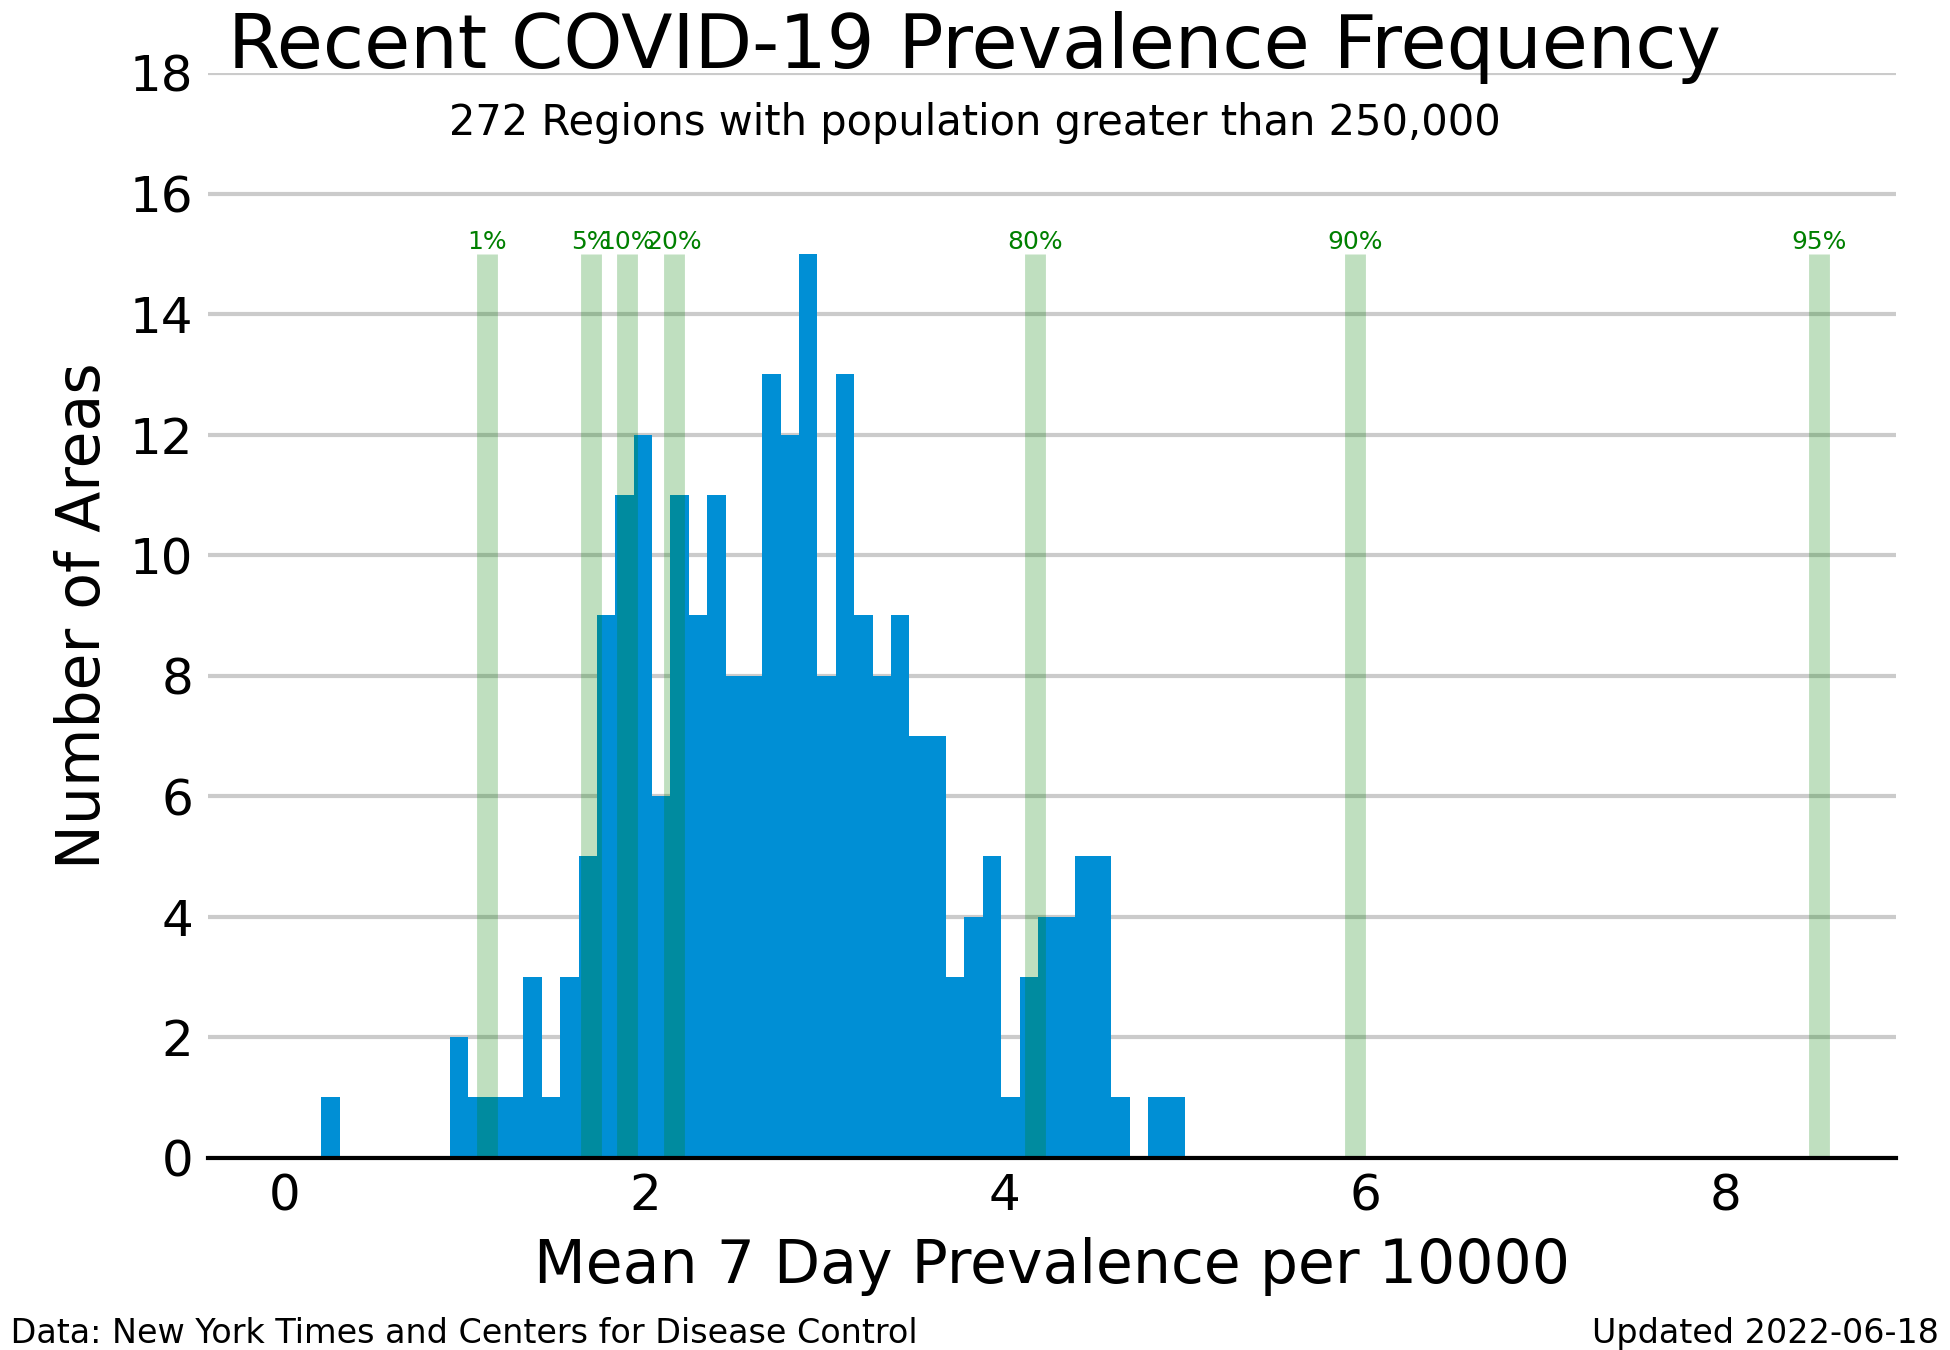 Recent COVID-19 Prevalence Frequency
272 Regions with population greater than 250,000
18
16
14
12
10
8
6
4
2
0
Number of Areas
1% 5% 10% 20% 80% 90% 95%
0 2 4 6 8
Mean 7 Day Prevalence per 10000
Data: New York Times and Centers for Disease Control
Updated 2022-06-18